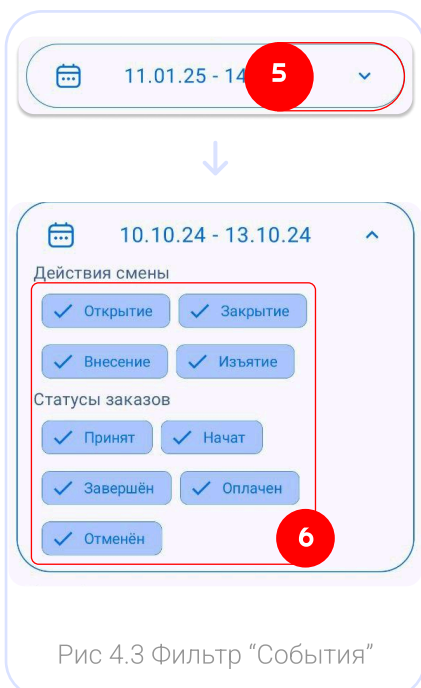 11.01.25 - 14
5
10.10.24 - 13.10.24
Действия смены
Открытие Закрытие
Внесение Изъятие
Статусы заказов
Принят Начат
Завершён Оплачен
Отменён
6
Рис 4.3 Фильтр “События”